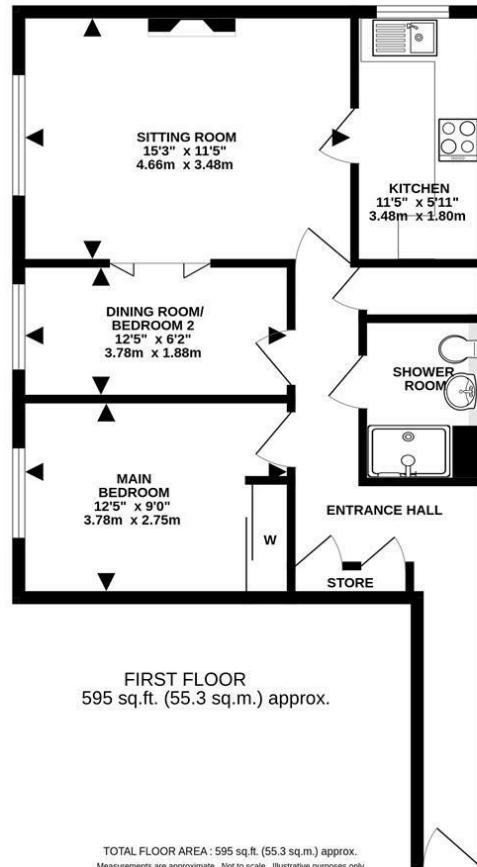 SITTING ROOM
15'3" x 11'5"
4.66m x 3.48m
KITCHEN
11'5" x 5'11"
3.48m x 1.80m
DINING ROOM/
BEDROOM 2
12'5" x 6'2"
3.78m x 1.88m
SHOWER
ROOM
MAIN
BEDROOM
12'5" x 9'0"
3.78m x 2.75m
W
ENTRANCE HALL
STORE
FIRST FLOOR
595 sq.ft. (55.3 sq.m.) approx.
TOTAL FLOOR AREA : 595 sq.ft. (55.3 sq.m.) approx.
Measurements are approximate. Not to scale. Illustrative purposes only